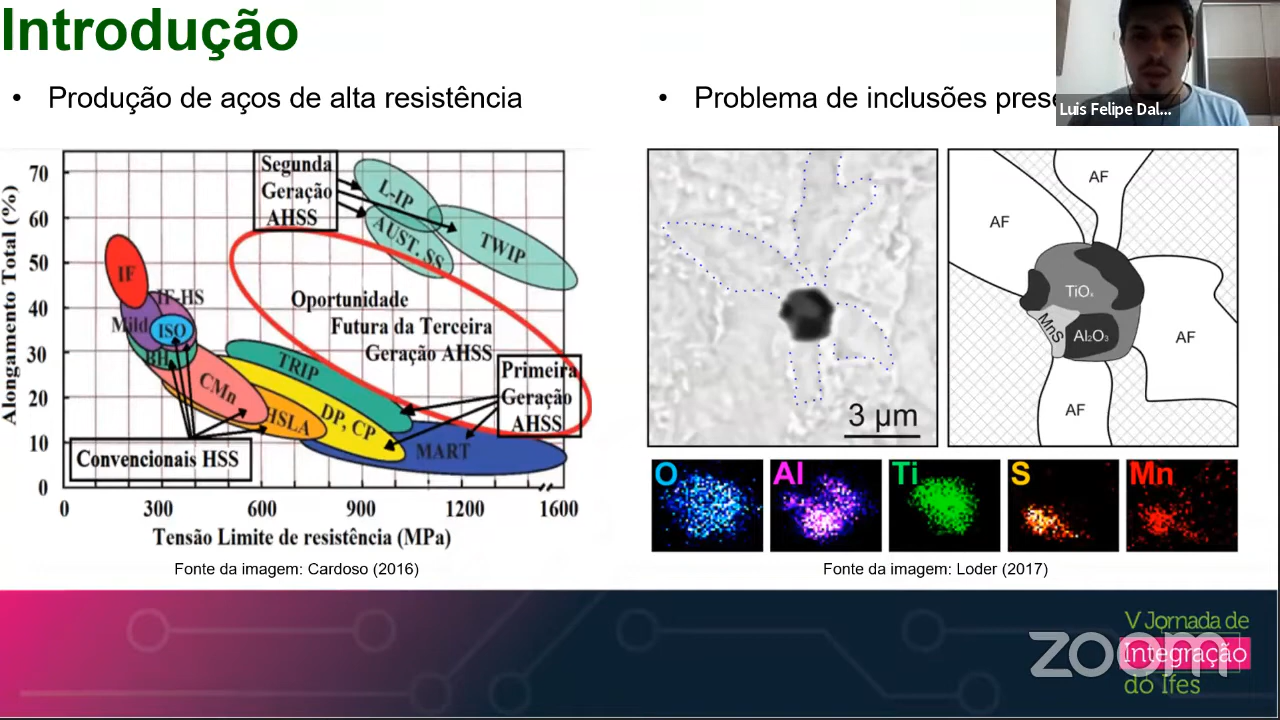 Introdução
• Produção de aços de alta resistência
• Problema de inclusões
Luis Felipe Dal...
Alongamento Total (%)
70
60
50
40
30
20
10
0
0
300
600
900
1200
1600
Tensão Limite de resistência (MPa)
Segunda
Geração
AHSS
L-IP
AUST. SS
TWIP
IF
IF-HS
Mild
ISO
BH
CMn
HSLA
TRIP
DP, CP
MART
Oportunidade
Futura da Terceira
Geração AHSS
Primeira
Geração
AHSS
Convencionais HSS
Fonte da imagem: Cardoso (2016)
3 µm
AF
AF
AF
AF
TiOₓ
MnS
Al₂O₃
O
Al
Ti
S
Mn
Fonte da imagem: Loder (2017)
V Jornada de
Integração
do Ifes
zoom